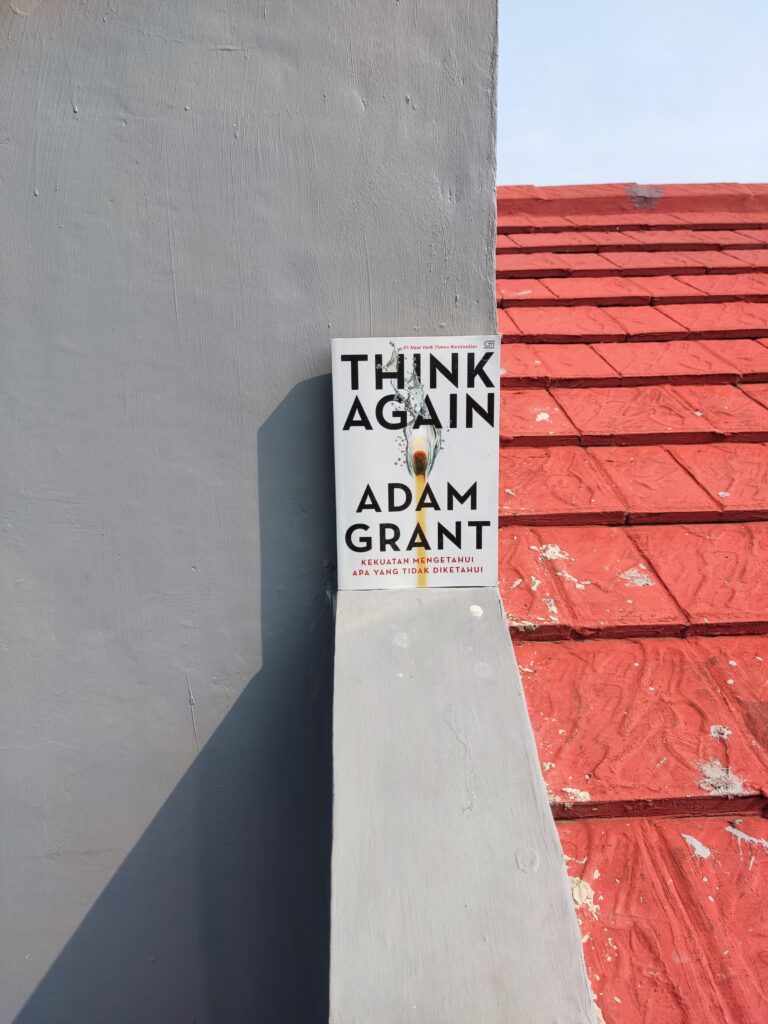 #1 New York Times Bestseller
THINK
AGAIN
ADAM
GRANT
KEKUATAN MENGETAHUI
APA YANG TIDAK DIKETAHUI